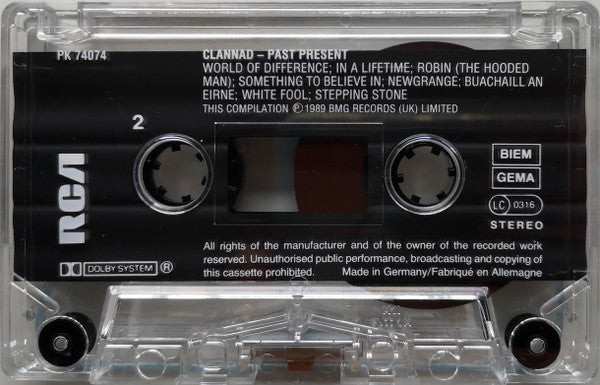 PK 74074
CLANNAD – PAST PRESENT
WORLD OF DIFFERENCE; IN A LIFETIME; ROBIN (THE HOODED
MAN); SOMETHING TO BELIEVE IN; NEWGRANGE; BUACHAILL AN
EIRNE; WHITE FOOL; STEPPING STONE
THIS COMPILATION Ⓟ 1989 BMG RECORDS (UK) LIMITED
2
BIEM
GEMA
LC 0316
STEREO
RCA
DOLBY SYSTEM ®
All rights of the manufacturer and of the owner of the recorded work
reserved. Unauthorised public performance, broadcasting and copying of
this cassette prohibited. Made in Germany/Fabriqué en Allemagne